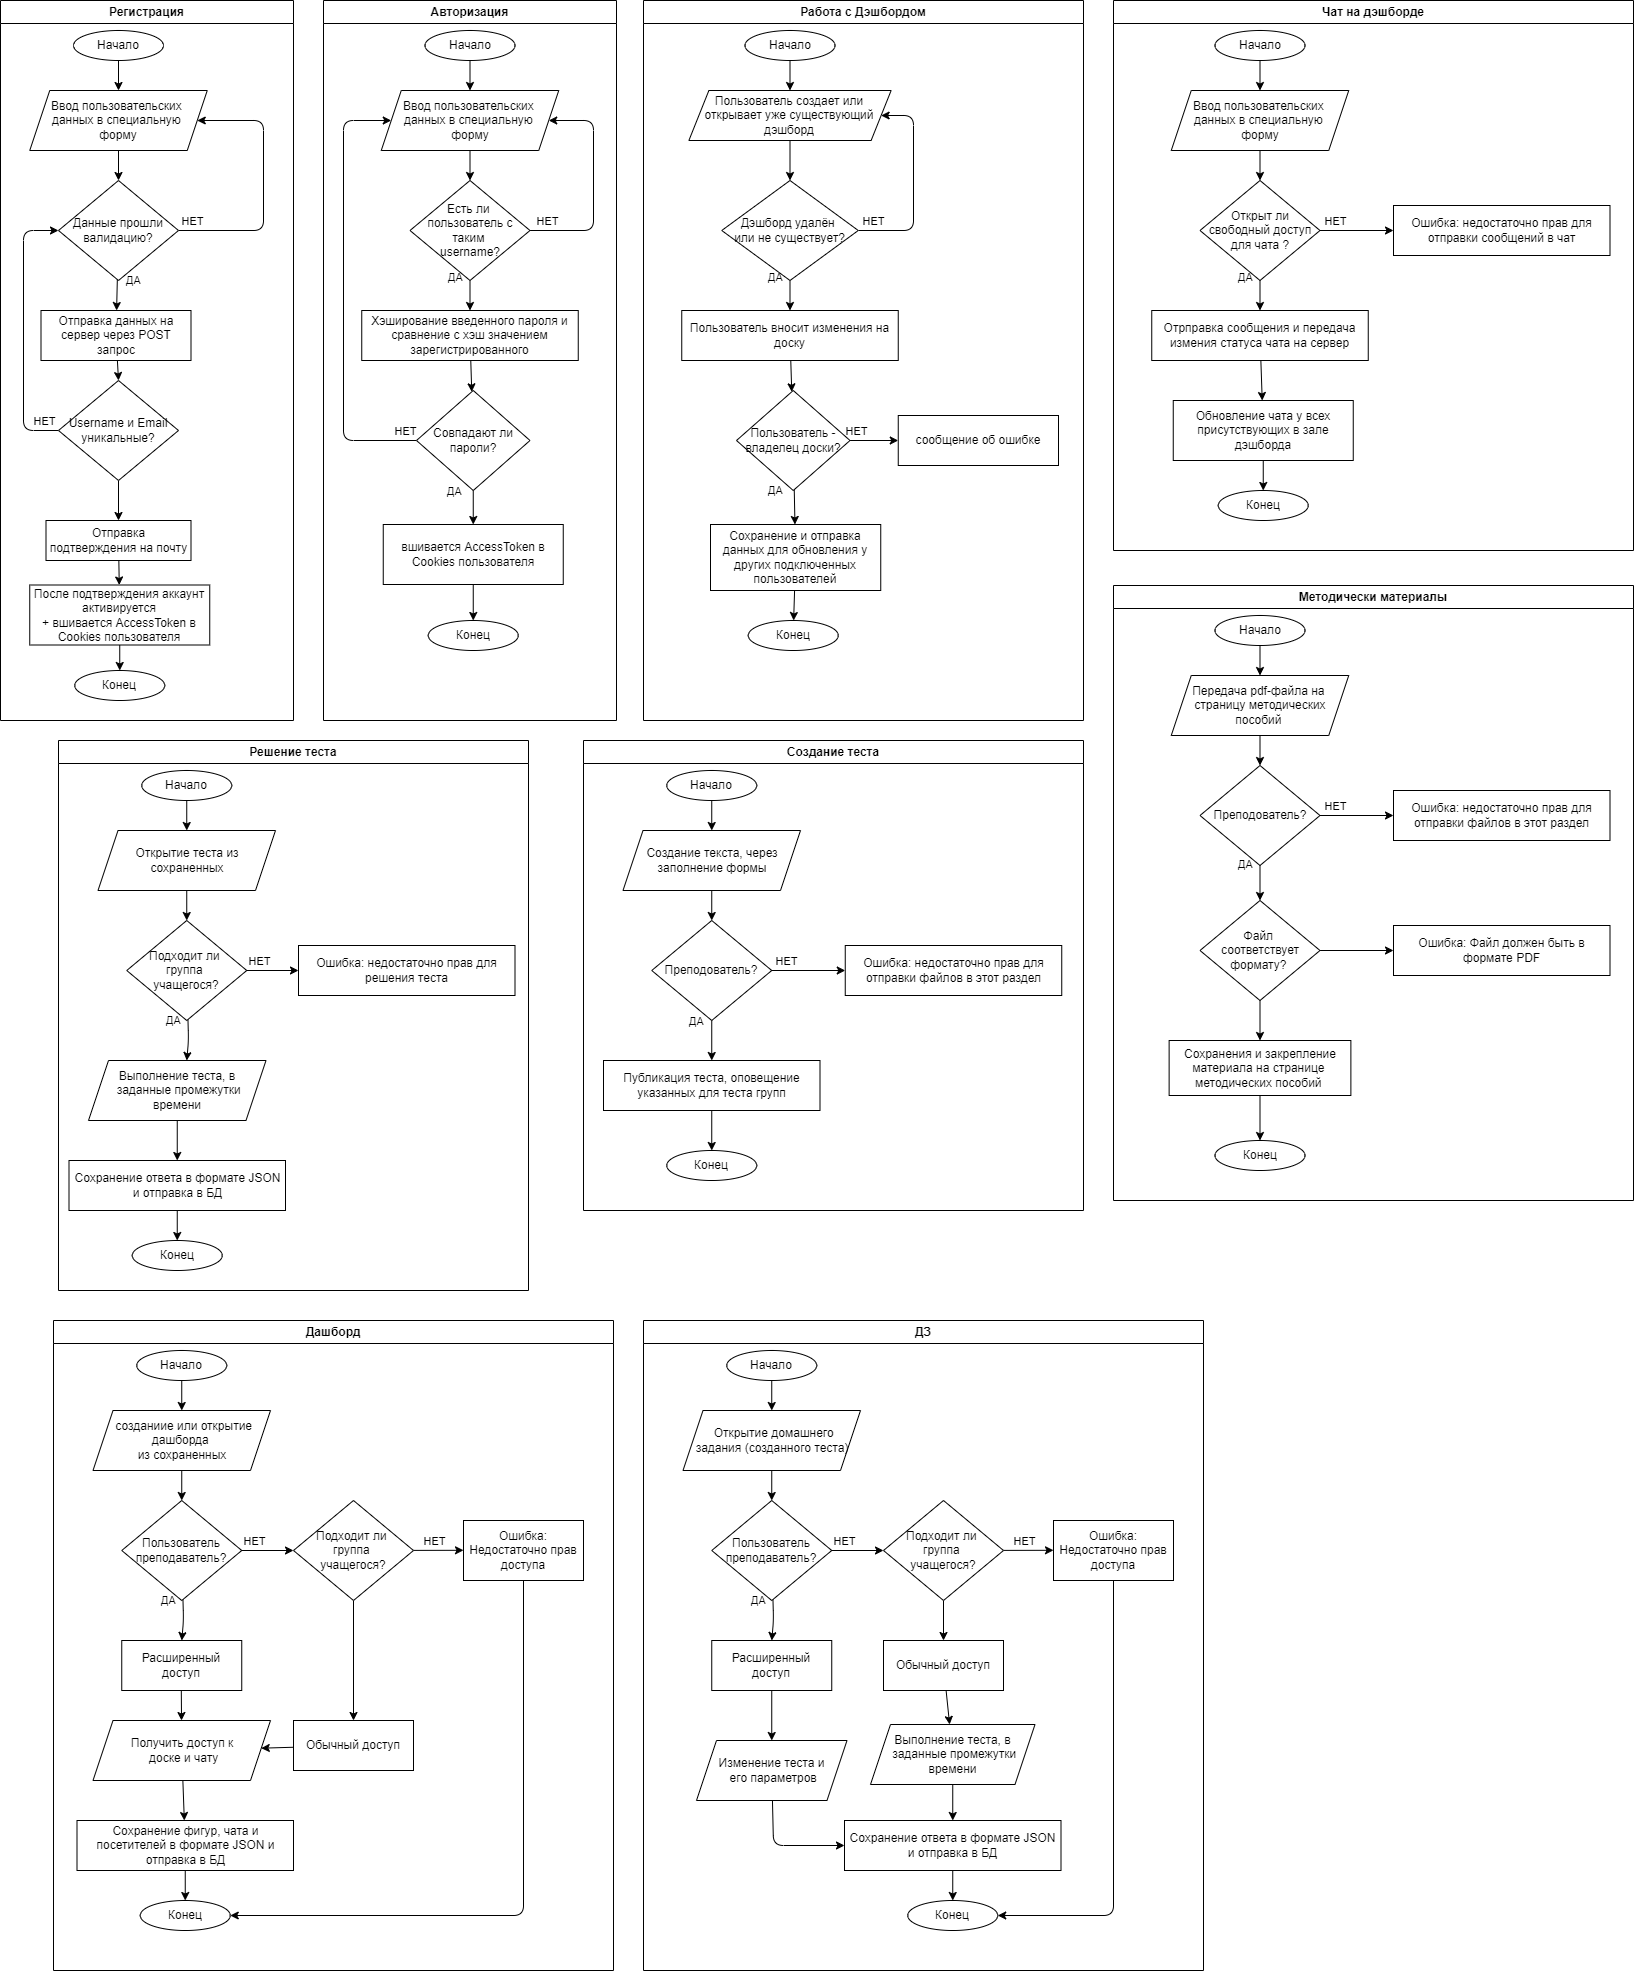 Регистрация
Начало
Ввод пользовательских
данных в специальную
форму
Данные прошли
валидацию?
НЕТ
ДА
Отправка данных на
сервер через POST
запрос
Username и Email
уникальные?
НЕТ
Отправка
подтверждения на почту
После подтверждения аккаунт
активируется
+ вшивается AccessToken в
Cookies пользователя
Конец
Авторизация
Начало
Ввод пользовательских
данных в специальную
форму
Есть ли
пользователь с
таким
username?
НЕТ
ДА
Хэширование введенного пароля и
сравнение с хэш значением
зарегистрированного
Совпадают ли
пароли?
НЕТ
ДА
вшивается AccessToken в
Cookies пользователя
Конец
Работа с Дэшбордом
Начало
Пользователь создает или
открывает уже существующий
дэшборд
Дэшборд удалён
или не существует?
НЕТ
ДА
Пользователь вносит изменения на
доску
Пользователь -
владелец доски?
НЕТ
сообщение об ошибке
ДА
Сохранение и отправка
данных для обновления у
других подключенных
пользователей
Конец
Чат на дэшборде
Начало
Ввод пользовательских
данных в специальную
форму
Открыт ли
свободный доступ
для чата ?
НЕТ
Ошибка: недостаточно прав для
отправки сообщений в чат
ДА
Отрправка сообщения и передача
измения статуса чата на сервер
Обновление чата у всех
присутствующих в зале
дэшборда
Конец
Методически материалы
Начало
Передача pdf-файла на
страницу методических
пособий
Преподователь?
НЕТ
Ошибка: недостаточно прав для
отправки файлов в этот раздел
ДА
Файл
соответствует
формату?
Ошибка: Файл должен быть в
формате PDF
Сохранения и закрепление
материала на странице
методических пособий
Конец
Решение теста
Начало
Открытие теста из
сохраненных
Подходит ли
группа
учащегося?
НЕТ
Ошибка: недостаточно прав для
решения теста
ДА
Выполнение теста, в
заданные промежутки
времени
Сохранение ответа в формате JSON
и отправка в БД
Конец
Создание теста
Начало
Создание текста, через
заполнение формы
Преподователь?
НЕТ
Ошибка: недостаточно прав для
отправки файлов в этот раздел
ДА
Публикация теста, оповещение
указанных для теста групп
Конец
Дашборд
Начало
созданиие или открытие
дашборда
из сохраненных
Пользователь
преподаватель?
НЕТ
Подходит ли
группа
учащегося?
НЕТ
Ошибка:
Недостаточно прав
доступа
ДА
Расширенный
доступ
Получить доступ к
доске и чату
Обычный доступ
Сохранение фигур, чата и
посетителей в формате JSON и
отправка в БД
Конец
ДЗ
Начало
Открытие домашнего
задания (созданного теста)
Пользователь
преподаватель?
НЕТ
Подходит ли
группа
учащегося?
НЕТ
Ошибка:
Недостаточно прав
доступа
ДА
Расширенный
доступ
Обычный доступ
Изменение теста и
его параметров
Выполнение теста, в
заданные промежутки
времени
Сохранение ответа в формате JSON
и отправка в БД
Конец